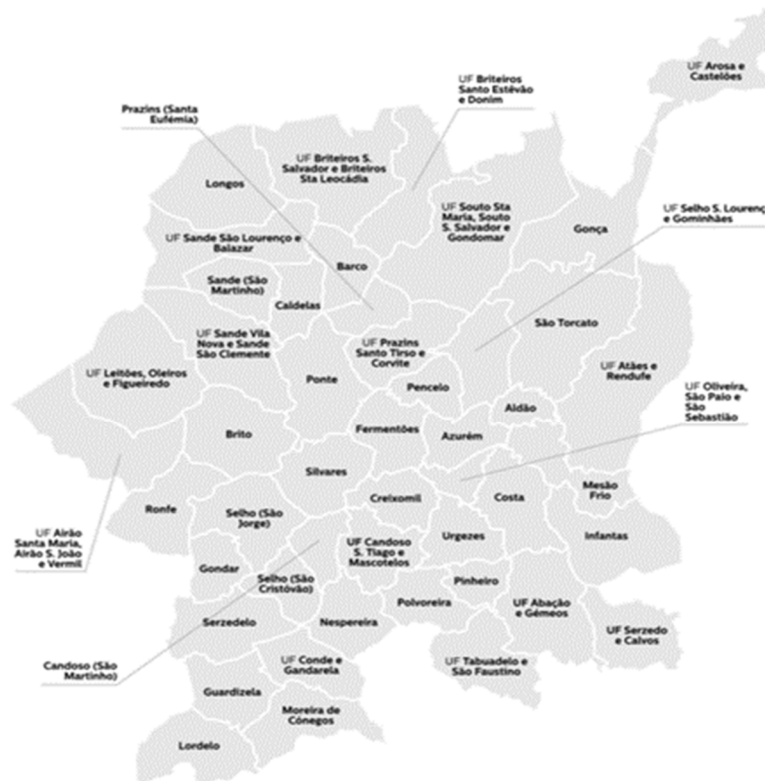 UF Arosa e
Castelões
UF Briteiros
Santo Estêvão
e Donim
Prazins (Santa
Eufémia)
UF Briteiros S.
Salvador e Briteiros
Sta Leocádia
Longos
UF Souto Sta
Maria, Souto
S. Salvador e
Gondomar
UF Selho S. Lourenç
e Gominhães
Gonça
UF Sande São Lourenço e
Balazar
Barco
Sande (São
Martinho)
Caldelas
São Torcato
UF Sande Vila
Nova e Sande
São Clemente
UF Prazins
Santo Tirso e
Corvite
UF Atães e
Rendufe
UF Leitões, Oleiros
e Figueiredo
Ponte
Pencelo
UF Oliveira,
São Paio e
São
Sebastião
Aldão
Brito
Fermentões
Azurém
Silvares
Mesão
Frio
Creixomil
Costa
Ronfe
Selho (São
Jorge)
UF Airão
Santa Maria,
Airão S. João
e Vermil
Urgezes
Infantas
UF Candoso
S. Tiago e
Mascotelos
Gondar
Selho (São
Cristóvão)
Pinheiro
Polvoreira
UF Abação
e Gémeos
Serzedelo
Nespereira
UF Serzedo
e Calvos
Candoso (São
Martinho)
UF Conde e
Gandarela
UF Tabuadelo e
São Faustino
Guardizela
Moreira de
Cónegos
Lordelo